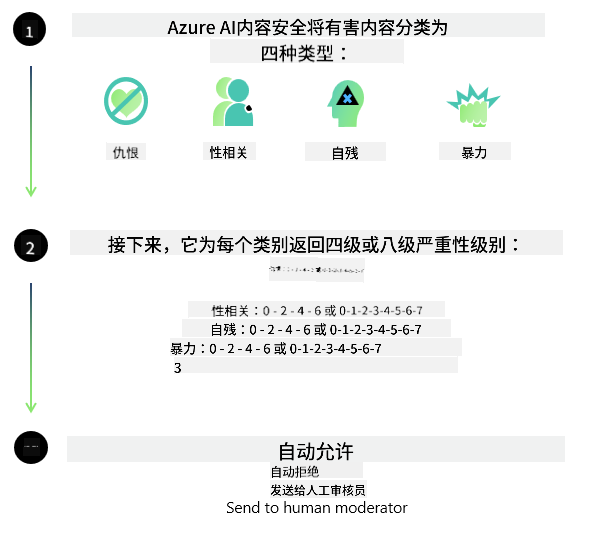 1
Azure AI内容安全将有害内容分类为
四种类型：
仇恨 性相关 自残 暴力
2
接下来，它为每个类别返回四级或八级严重性级别：
性相关：0 - 2 - 4 - 6 或 0-1-2-3-4-5-6-7
自残：0 - 2 - 4 - 6 或 0-1-2-3-4-5-6-7
暴力：0 - 2 - 4 - 6 或 0-1-2-3-4-5-6-7
3
自动允许
自动拒绝
发送给人工审核员
Send to human moderator